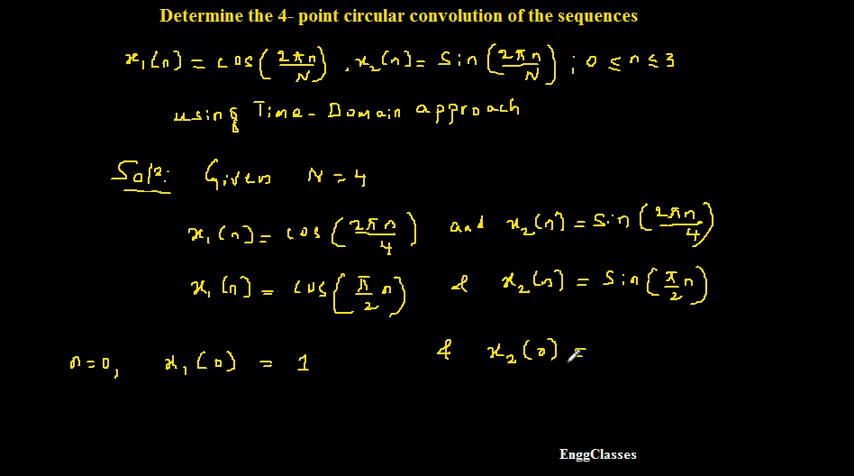 Determine the 4- point circular convolution of the sequences
x₁(n) = cos(2πn/N), x₂(n) = sin(2πn/N) ; 0 ≤ n ≤ 3
using Time-Domain approach
Solⁿ: Given N = 4
x₁(n) = cos(2πn/4) and x₂(n) = sin(2πn/4)
x₁(n) = cos(π/2 n) & x₂(n) = sin(π/2 n)
n=0, x₁(0) = 1 & x₂(0) =
EnggClasses